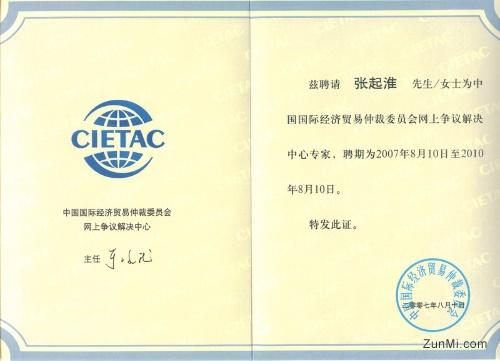 CIETAC
中国国际经济贸易仲裁委员会
网上争议解决中心
主任
兹聘请 张起淮 先生/女士为中
国国际经济贸易仲裁委员会网上争议解决
中心专家，聘期为2007年8月10日至2010
年8月10日。
特发此证。
中国国际经济贸易仲裁委员会
二零零七年八月十日
ZunMi.com